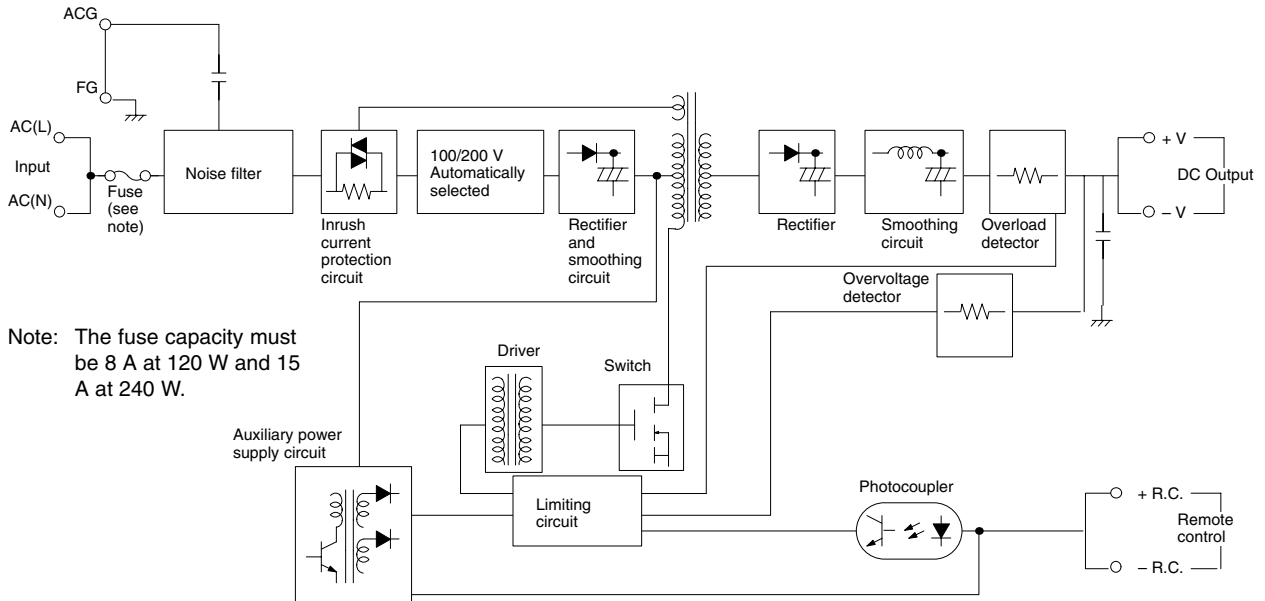 ACG
FG
AC(L)
Input
AC(N)
Fuse
(see
note)
Noise filter
Inrush
current
protection
circuit
100/200 V
Automatically
selected
Rectifier
and
smoothing
circuit
Rectifier
Smoothing
circuit
Overload
detector
+ V
DC Output
– V
Overvoltage
detector
Note: The fuse capacity must
be 8 A at 120 W and 15
A at 240 W.
Driver
Switch
Auxiliary power
supply circuit
Limiting
circuit
Photocoupler
+ R.C.
Remote
control
– R.C.